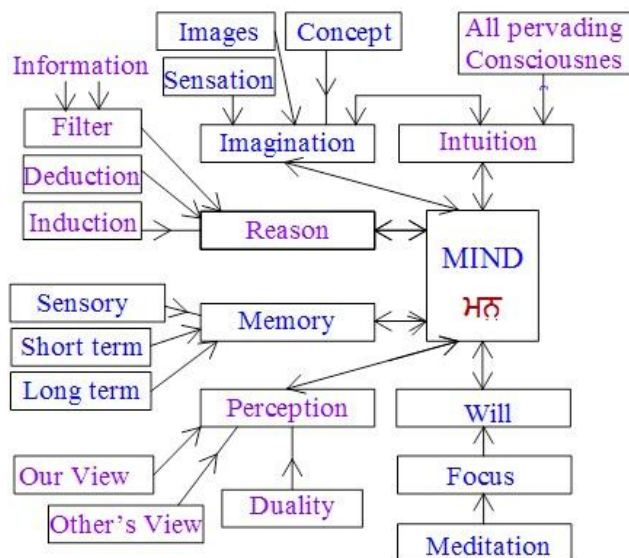 Images
Concept
All pervading
Consciousnes
Information
Sensation
Filter
Imagination
Intuition
Deduction
Induction
Reason
MIND
ਮਨੁ
Sensory
Short term
Long term
Memory
Perception
Will
Our View
Other's View
Duality
Focus
Meditation